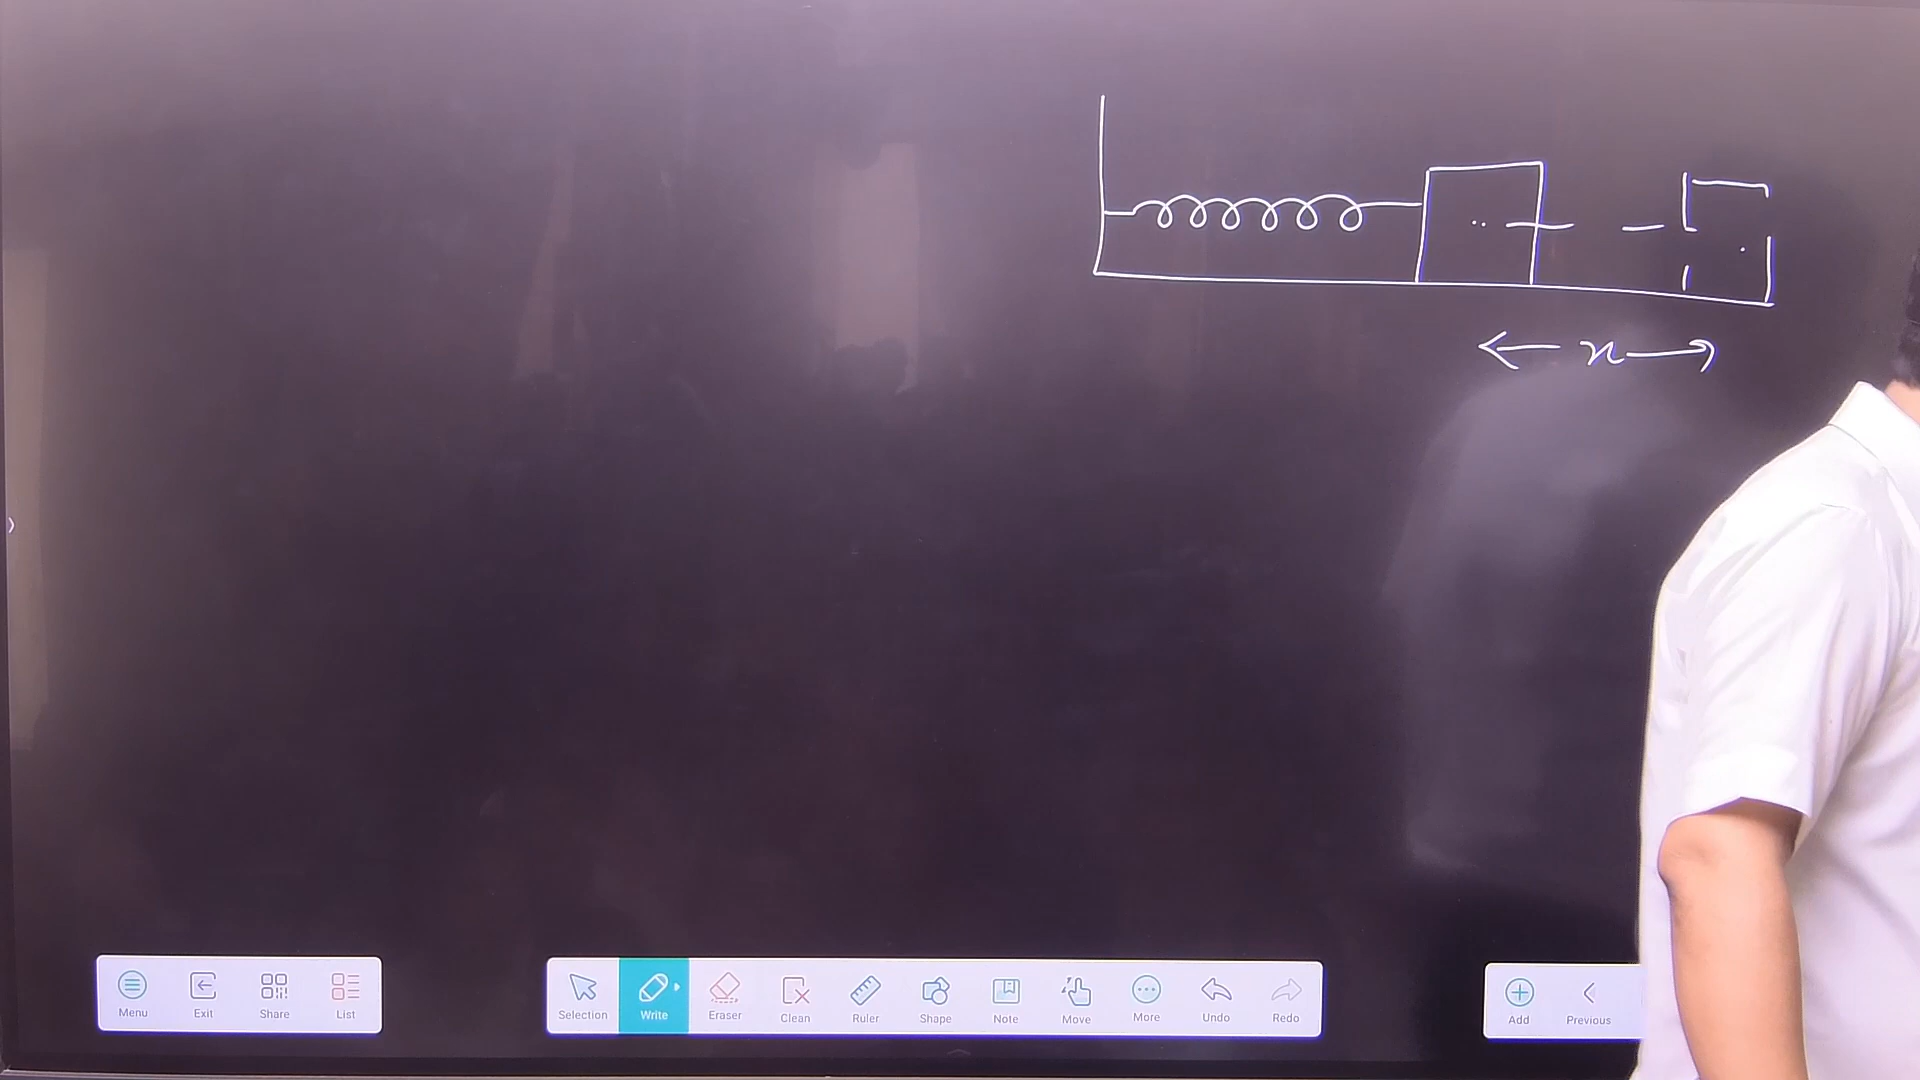 x
Menu Exit Share List
Selection Write Eraser Clean Ruler Shape Note Move More Undo Redo
Add Previous